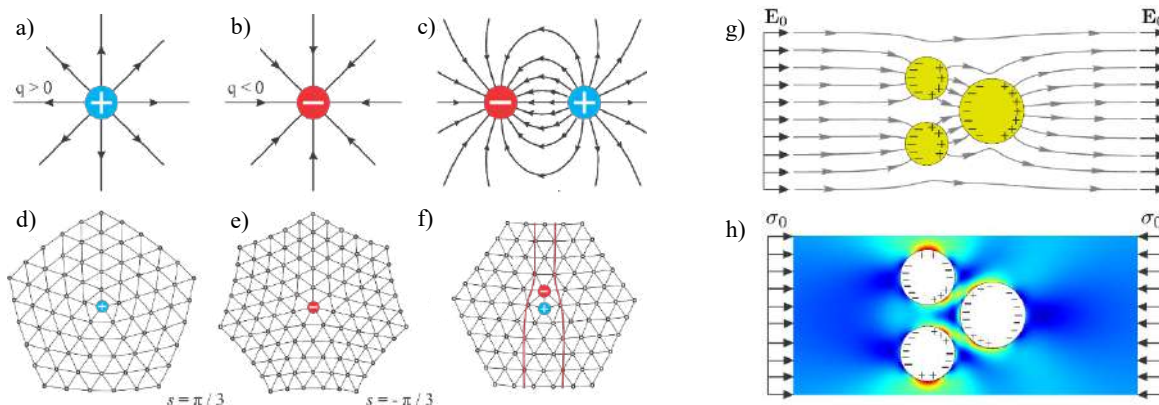 a)
b)
c)
g)
E₀
E₀
q > 0
q < 0
+
−
−
+
d)
e)
f)
h)
σ₀
σ₀
+
−
−
+
s = π / 3
s = - π / 3